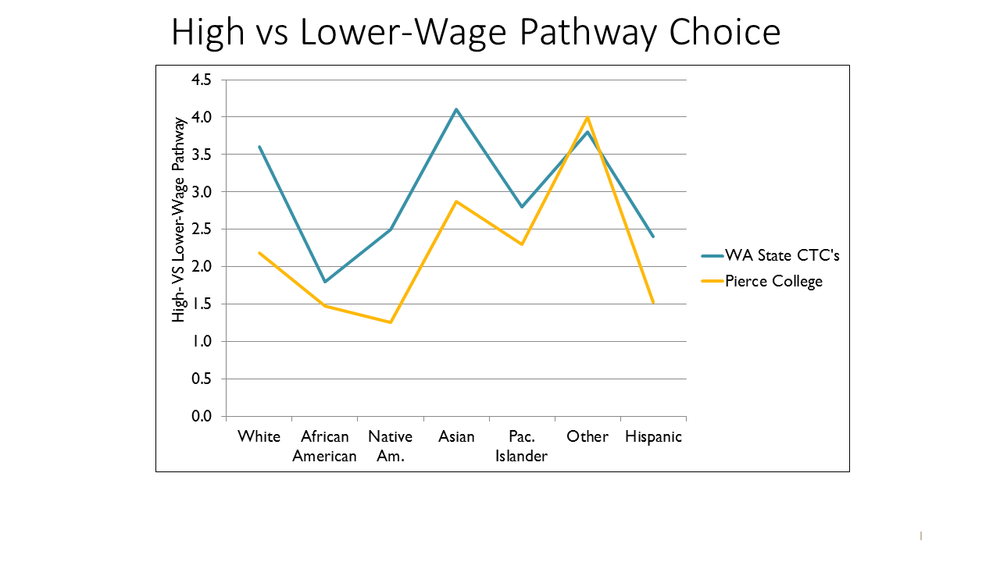 High vs Lower-Wage Pathway Choice
High- VS Lower-Wage Pathway
4.5
4.0
3.5
3.0
2.5
2.0
1.5
1.0
0.5
0.0
White
African
American
Native
Am.
Asian
Pac.
Islander
Other
Hispanic
WA State CTC's
Pierce College
1